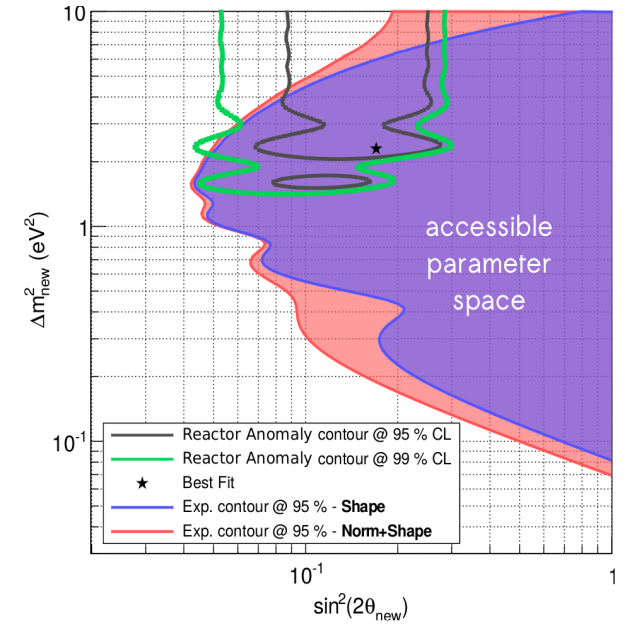 10
1
10⁻¹
Δm²new (eV²)
accessible
parameter
space
Reactor Anomaly contour @ 95 % CL
Reactor Anomaly contour @ 99 % CL
Best Fit
Exp. contour @ 95 % - Shape
Exp. contour @ 95 % - Norm+Shape
10⁻¹
1
sin²(2θnew)